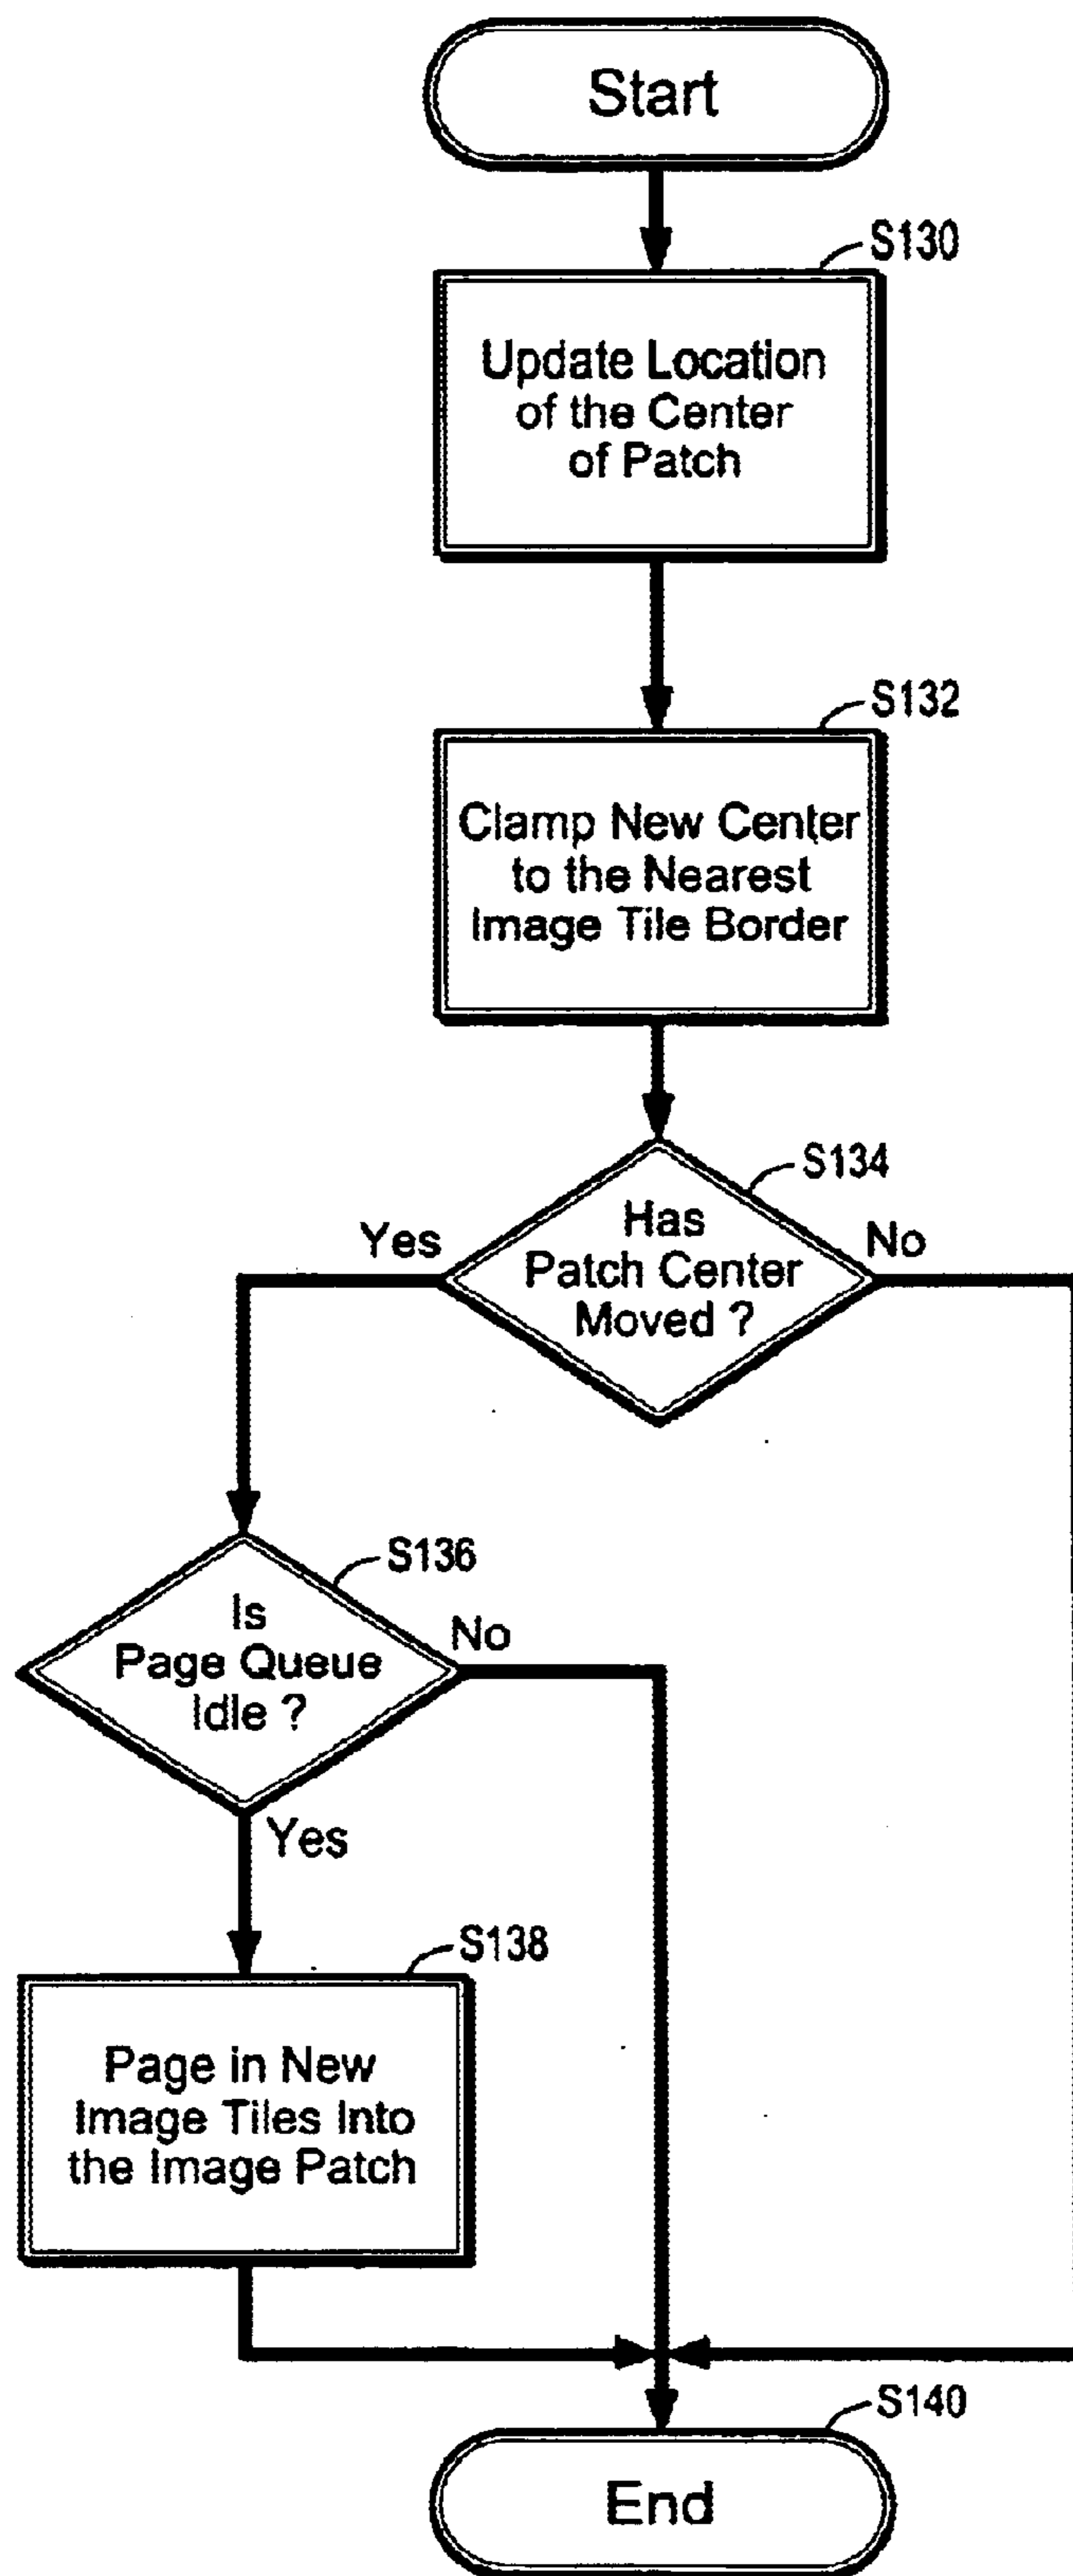 Start
S130
Update Location
of the Center
of Patch
S132
Clamp New Center
to the Nearest
Image Tile Border
S134
Has
Patch Center
Moved ?
Yes
No
S136
Is
Page Queue
Idle ?
No
Yes
S138
Page in New
Image Tiles Into
the Image Patch
S140
End